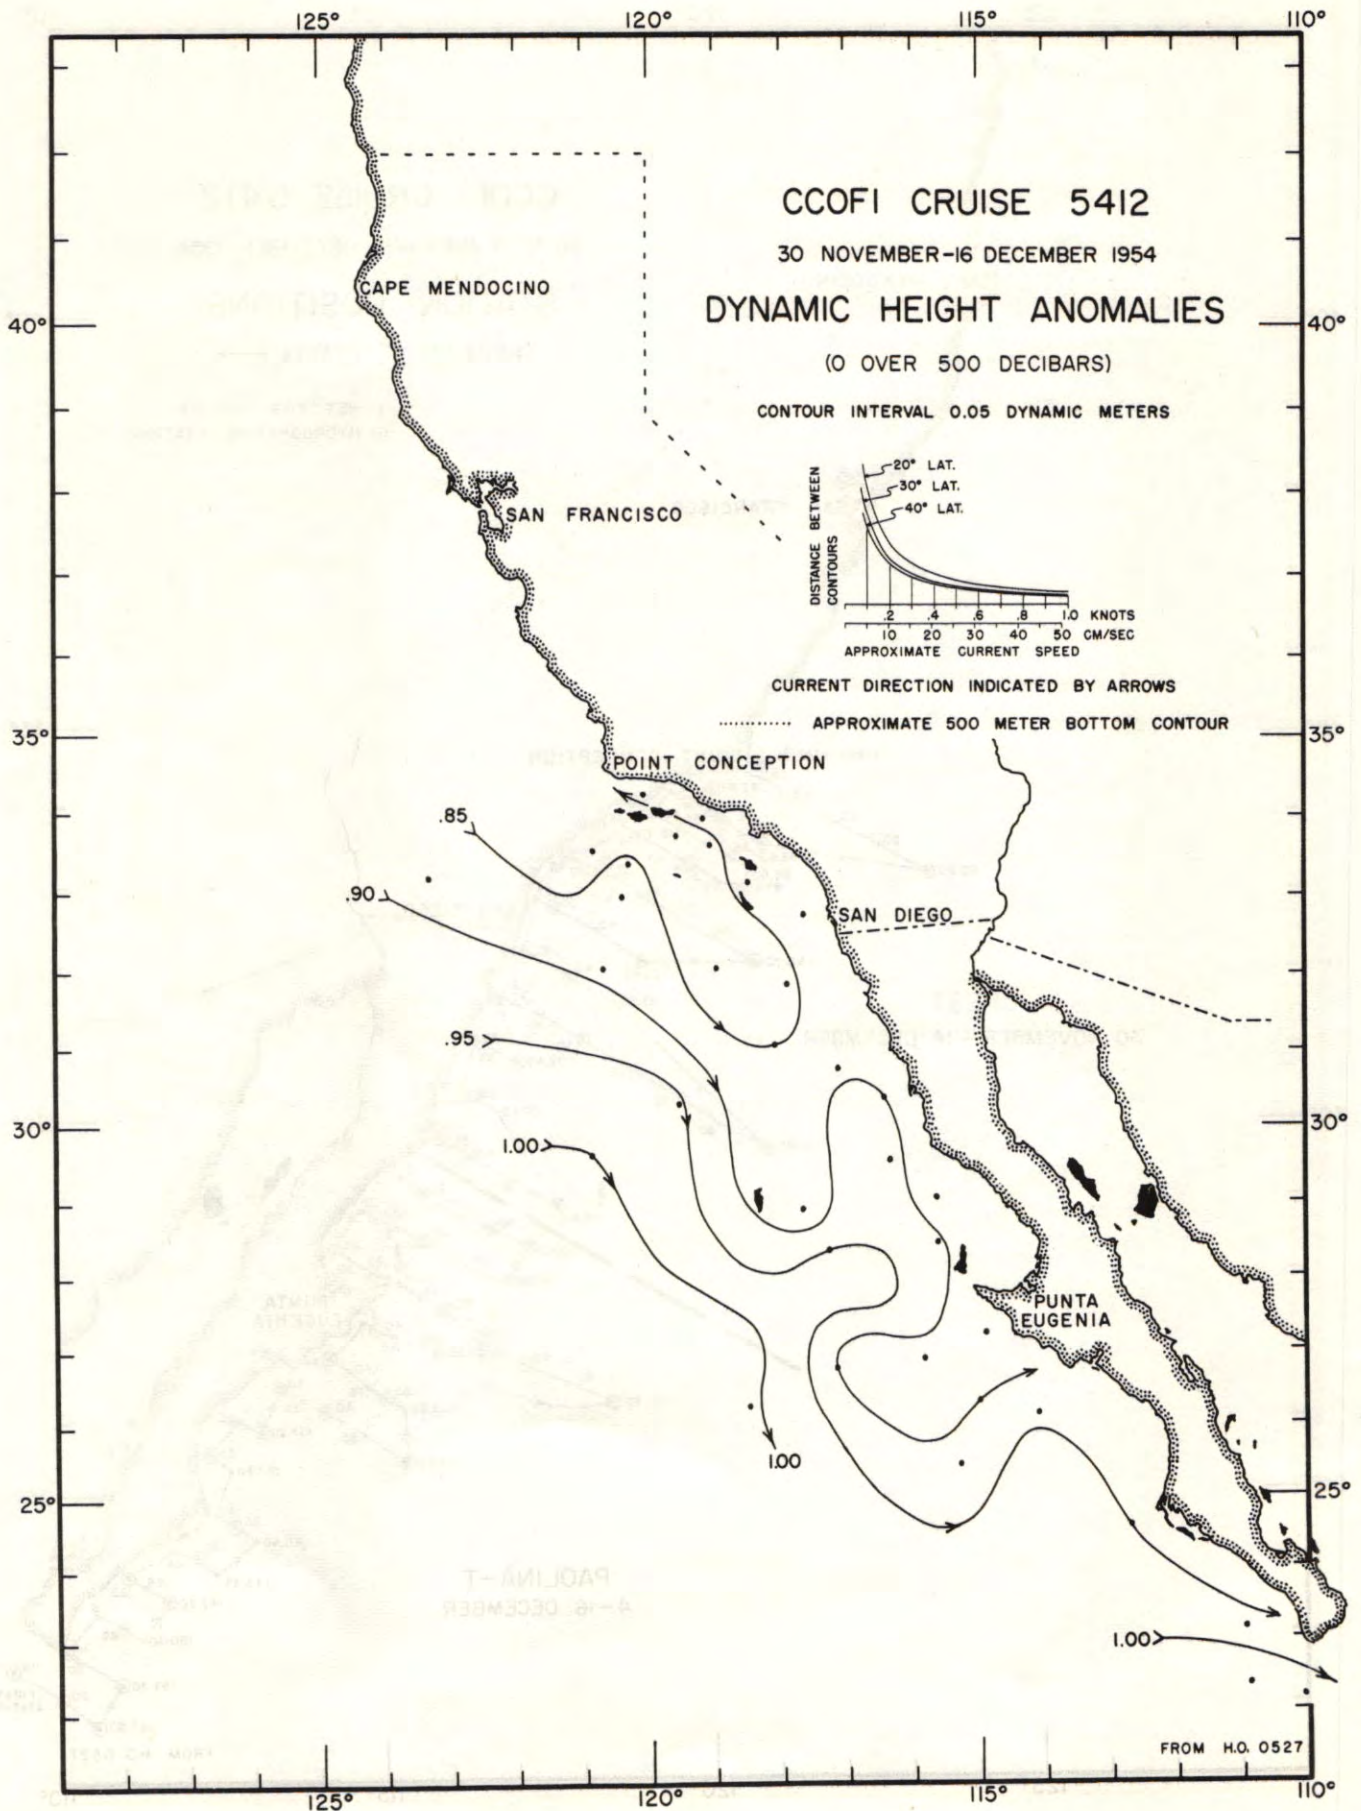 125° 120° 115° 110°
CCOFI CRUISE 5412
30 NOVEMBER-16 DECEMBER 1954
CAPE MENDOCINO
DYNAMIC HEIGHT ANOMALIES
40° 40°
(0 OVER 500 DECIBARS)
CONTOUR INTERVAL 0.05 DYNAMIC METERS
20° LAT.
30° LAT.
40° LAT.
SAN FRANCISCO
DISTANCE BETWEEN
CONTOURS
.2 .4 .6 .8 1.0 KNOTS
10 20 30 40 50 CM/SEC
APPROXIMATE CURRENT SPEED
CURRENT DIRECTION INDICATED BY ARROWS
APPROXIMATE 500 METER BOTTOM CONTOUR
35° 35°
POINT CONCEPTION
.85
.90
SAN DIEGO
.95
30° 30°
1.00
PUNTA
EUGENIA
1.00
25° 25°
PAOLINA-T
4-16 DECEMBER
1.00
FROM H.O. 0527
125° 120° 115° 110°